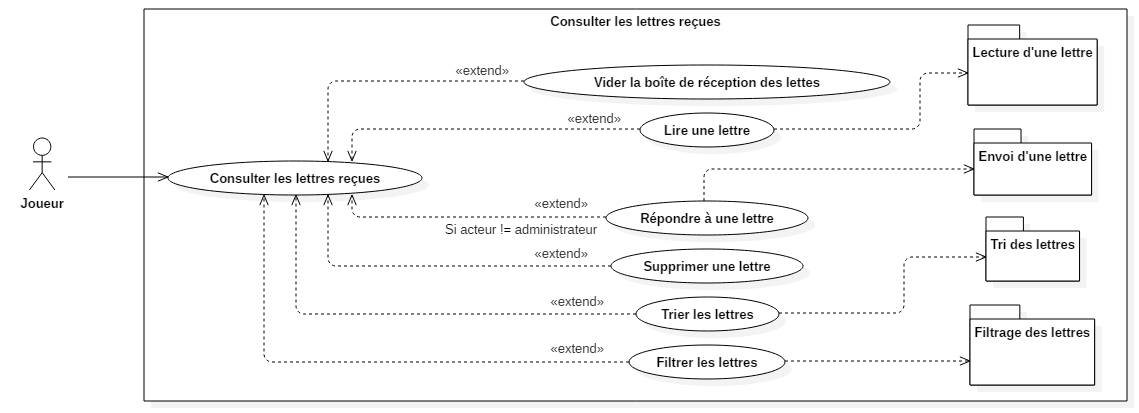 Consulter les lettres reçues
Lecture d'une lettre
«extend»
Vider la boîte de réception des lettes
«extend»
Lire une lettre
Envoi d'une lettre
Consulter les lettres reçues
Joueur
«extend»
Répondre à une lettre
Si acteur != administrateur
Tri des lettres
«extend»
Supprimer une lettre
«extend»
Trier les lettres
Filtrage des lettres
«extend»
Filtrer les lettres